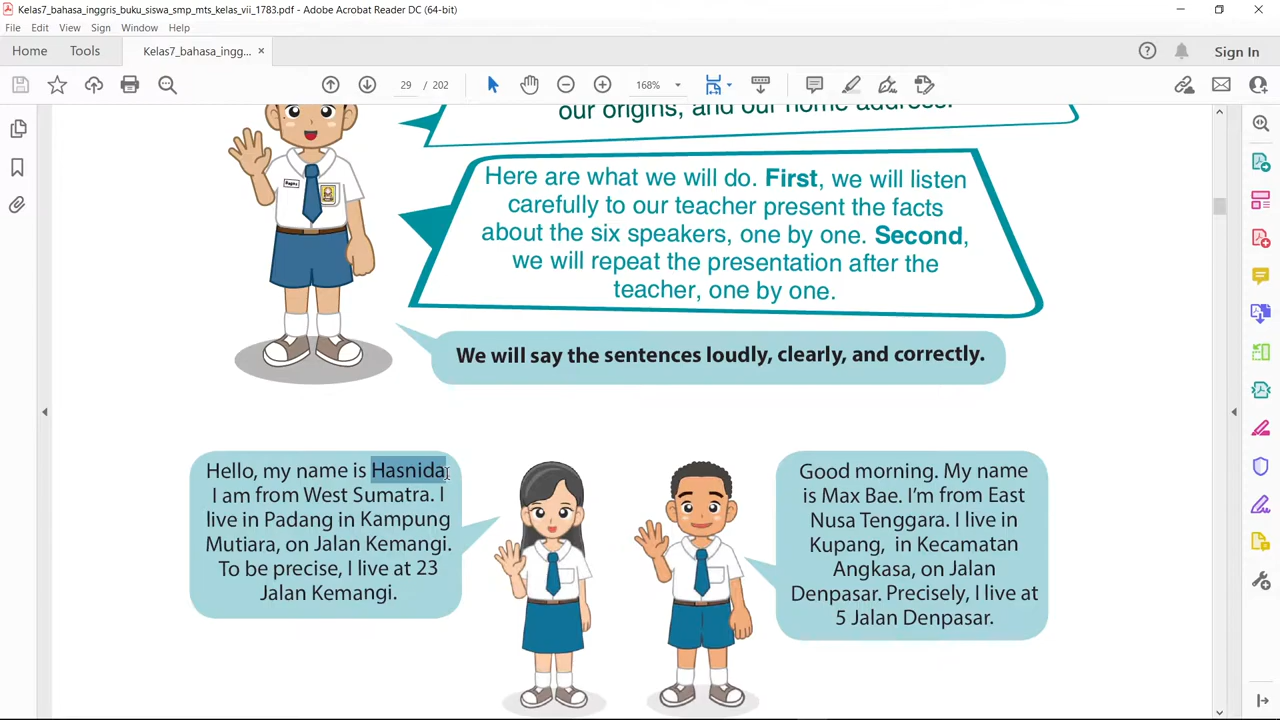 Kelas7_bahasa_inggris_buku_siswa_smp_mts_kelas_vii_1783.pdf - Adobe Acrobat Reader DC (64-bit)
File Edit View Sign Window Help
Home Tools Kelas7_bahasa_ingg... × Sign In
29 / 202 168%
our origins, and our home address.
Here are what we will do. First, we will listen
carefully to our teacher present the facts
about the six speakers, one by one. Second,
we will repeat the presentation after the
teacher, one by one.
We will say the sentences loudly, clearly, and correctly.
Hello, my name is Hasnida.
I am from West Sumatra. I
live in Padang in Kampung
Mutiara, on Jalan Kemangi.
To be precise, I live at 23
Jalan Kemangi.
Good morning. My name
is Max Bae. I'm from East
Nusa Tenggara. I live in
Kupang, in Kecamatan
Angkasa, on Jalan
Denpasar. Precisely, I live at
5 Jalan Denpasar.